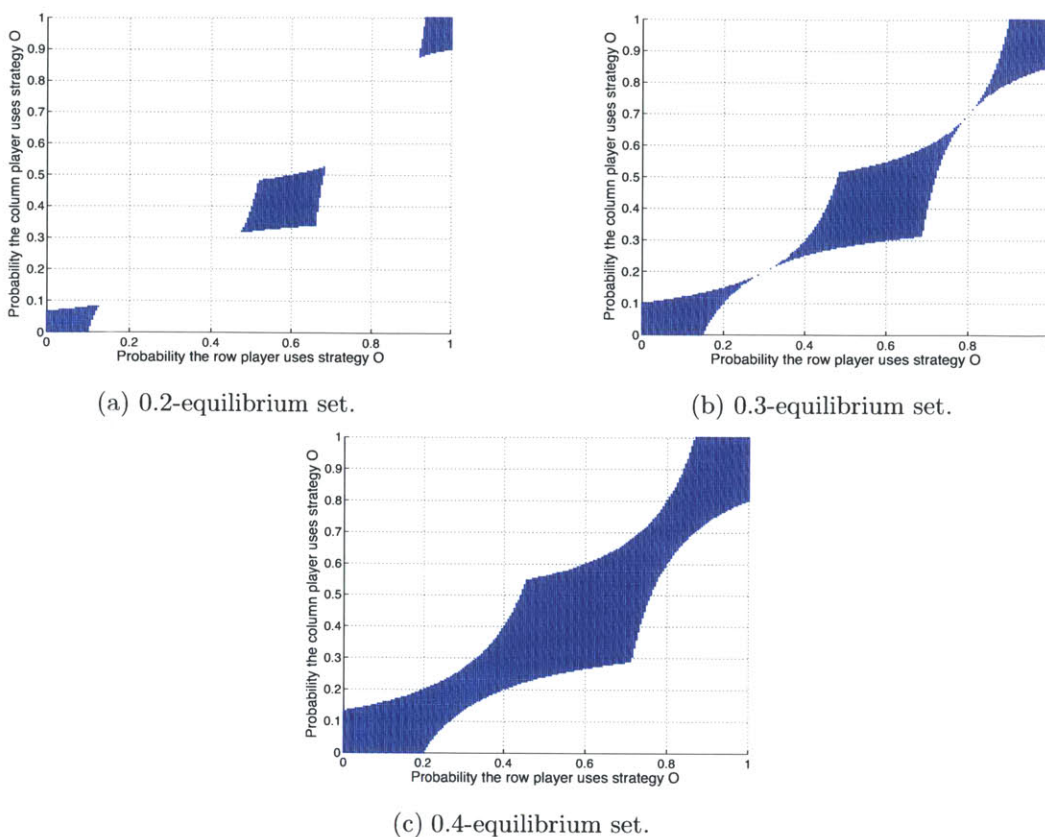 1
0.9
0.8
0.7
0.6
0.5
0.4
0.3
0.2
0.1
0
Probability the column player uses strategy O
0 0.2 0.4 0.6 0.8 1
Probability the row player uses strategy O
(a) 0.2-equilibrium set.
1
0.9
0.8
0.7
0.6
0.5
0.4
0.3
0.2
0.1
0
Probability the column player uses strategy O
0 0.2 0.4 0.6 0.8
Probability the row player uses strategy O
(b) 0.3-equilibrium set.
1
0.9
0.8
0.7
0.6
0.5
0.4
0.3
0.2
0.1
0
Probability the column player uses strategy O
0 0.2 0.4 0.6 0.8 1
Probability the row player uses strategy O
(c) 0.4-equilibrium set.